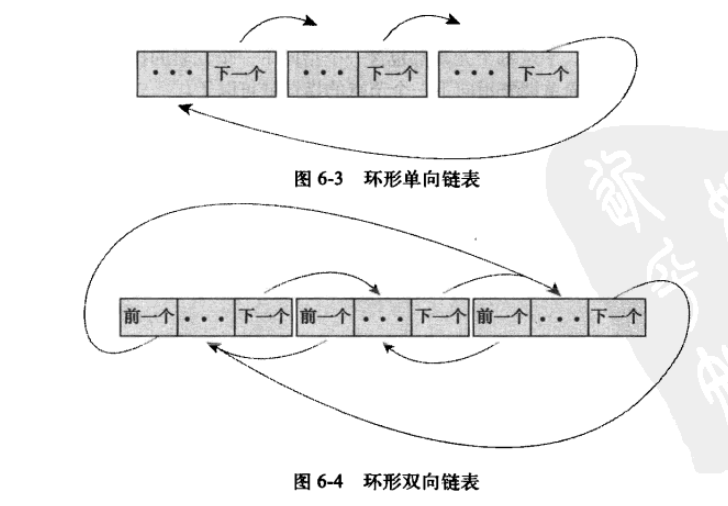 ··· 下一个 ··· 下一个 ··· 下一个
图 6-3 环形单向链表
前一个 ··· 下一个 前一个 ··· 下一个 前一个 ··· 下一个
图 6-4 环形双向链表